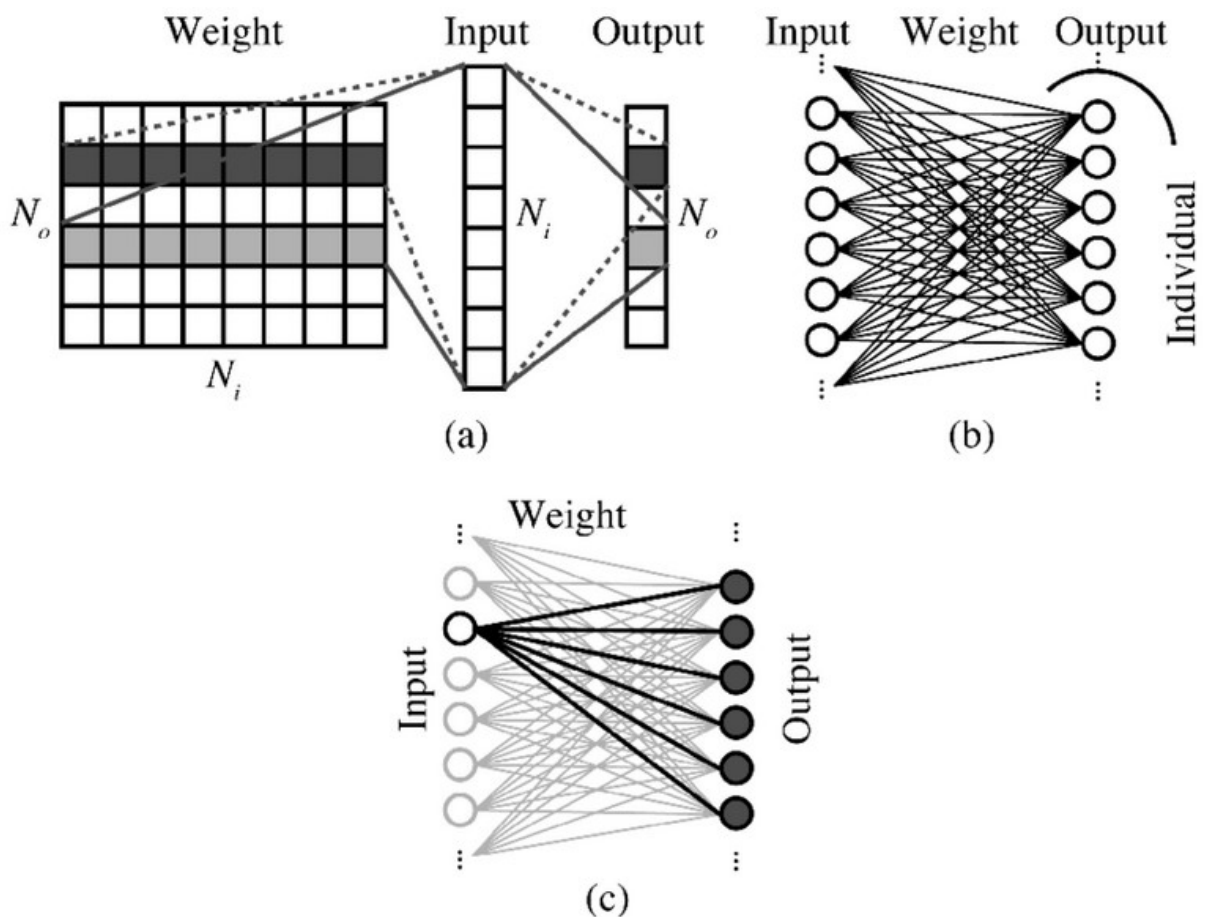 Weight Input Output
N_o N_i N_o
N_i
(a)
Input Weight Output
...
...
Individual
...
...
(b)
Weight
...
...
Input
Output
...
...
(c)